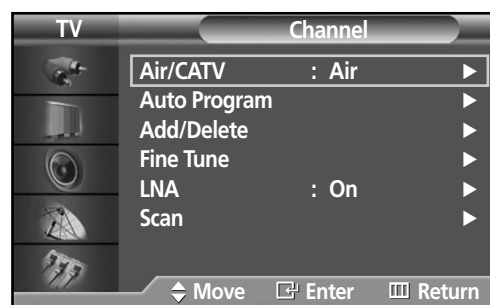 TV Channel
Air/CATV : Air
Auto Program
Add/Delete
Fine Tune
LNA : On
Scan
Move Enter Return